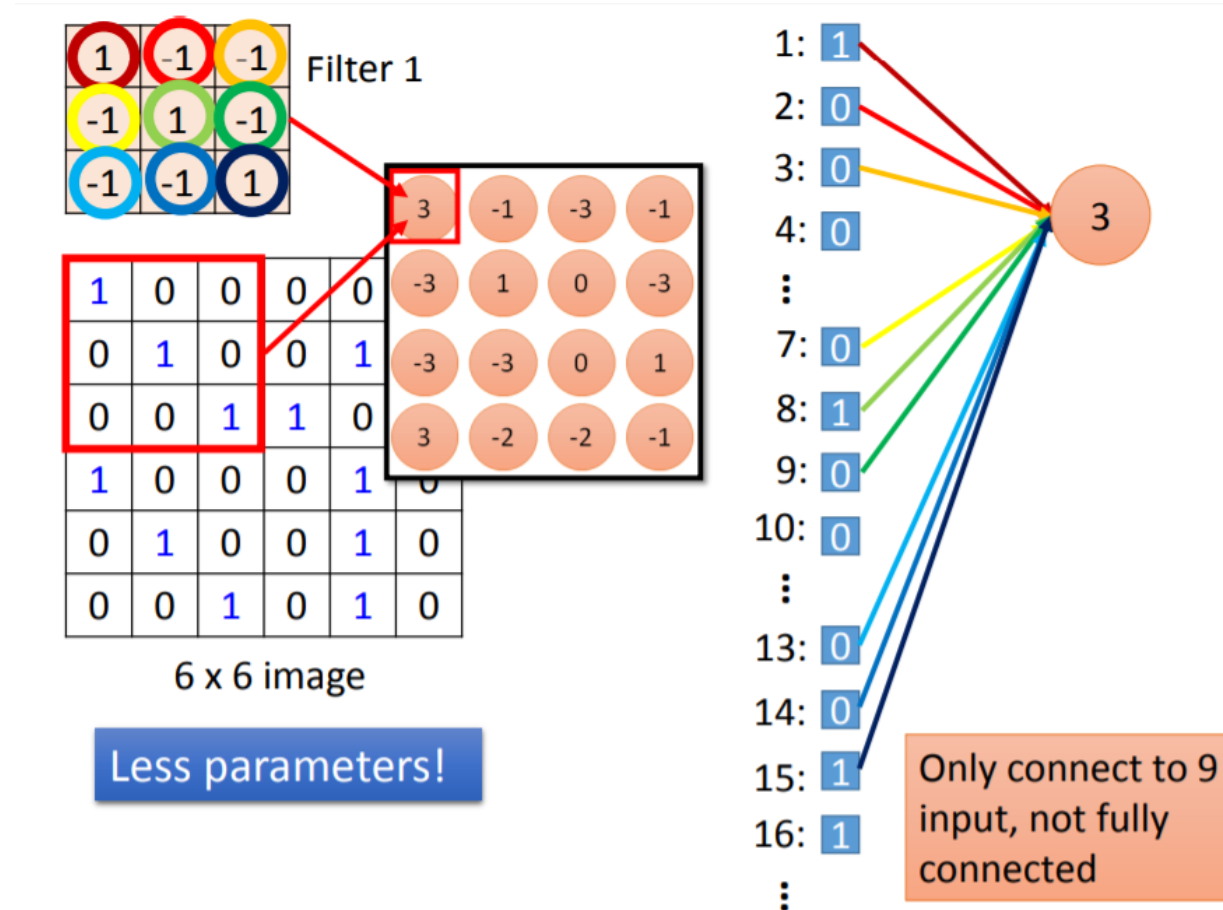 1 -1 -1
-1 1 -1
-1 -1 1
Filter 1
3 -1 -3 -1
-3 1 0 -3
-3 -3 0 1
3 -2 -2 -1
1 0 0 0 0
0 1 0 0 1
0 0 1 1 0
1 0 0 0 1
0 1 0 0 1 0
0 0 1 0 1 0
6 x 6 image
Less parameters!
1: 1
2: 0
3: 0
4: 0
⋮
7: 0
8: 1
9: 0
10: 0
⋮
13: 0
14: 0
15: 1
16: 1
⋮
3
Only connect to 9
input, not fully
connected